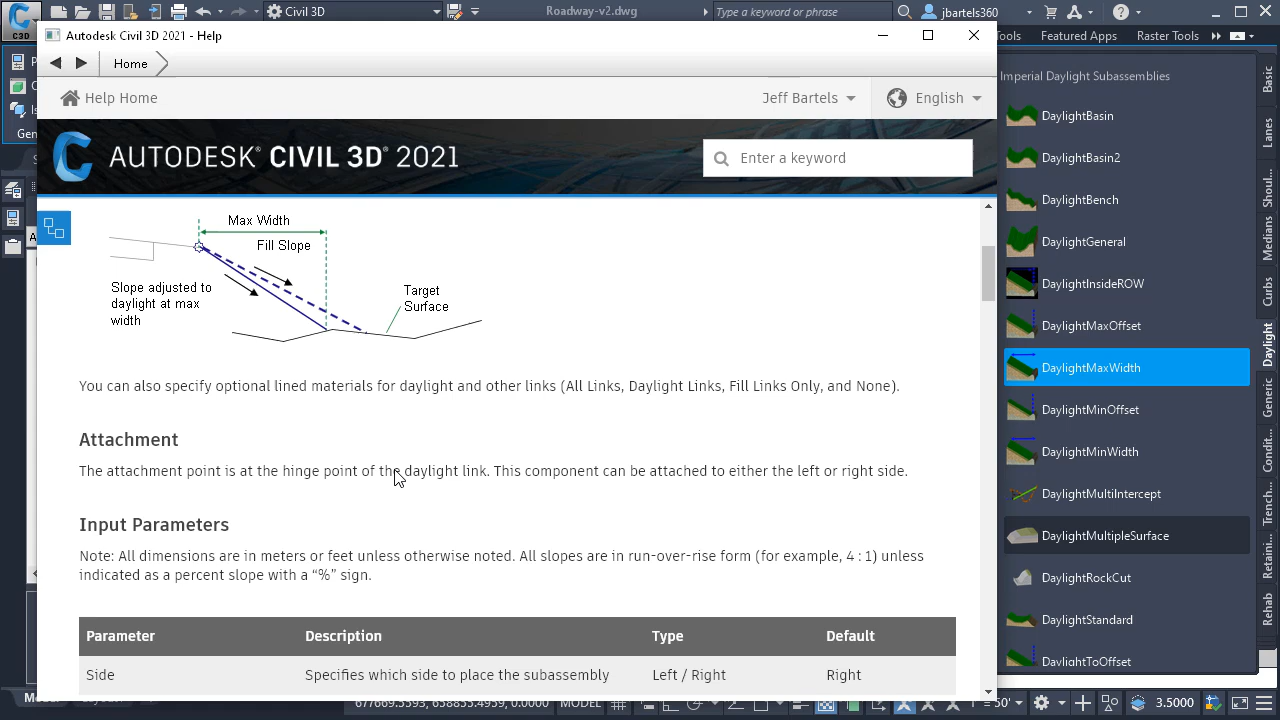 C3D
Civil 3D
Roadway-v2.dwg
Type a keyword or phrase
jbartels360
Tools
Featured Apps
Raster Tools
Autodesk Civil 3D 2021 - Help
Home
Help Home
Jeff Bartels
English
AUTODESK® CIVIL 3D® 2021
Enter a keyword
Max Width
Fill Slope
Slope adjusted to
daylight at max
width
Target
Surface
You can also specify optional lined materials for daylight and other links (All Links, Daylight Links, Fill Links Only, and None).
Attachment
The attachment point is at the hinge point of the daylight link. This component can be attached to either the left or right side.
Input Parameters
Note: All dimensions are in meters or feet unless otherwise noted. All slopes are in run-over-rise form (for example, 4 : 1) unless
indicated as a percent slope with a “%” sign.
Parameter Description Type Default
Side Specifies which side to place the subassembly Left / Right Right
Imperial Daylight Subassemblies
DaylightBasin
DaylightBasin2
DaylightBench
DaylightGeneral
DaylightInsideROW
DaylightMaxOffset
DaylightMaxWidth
DaylightMinOffset
DaylightMinWidth
DaylightMultiIntercept
DaylightMultipleSurface
DaylightRockCut
DaylightStandard
DaylightToOffset
Basic
Lanes
Shoul...
Medians
Curbs
Daylight
Generic
Condit...
Trench...
Retaini...
Rehab
MODEL
3.5000